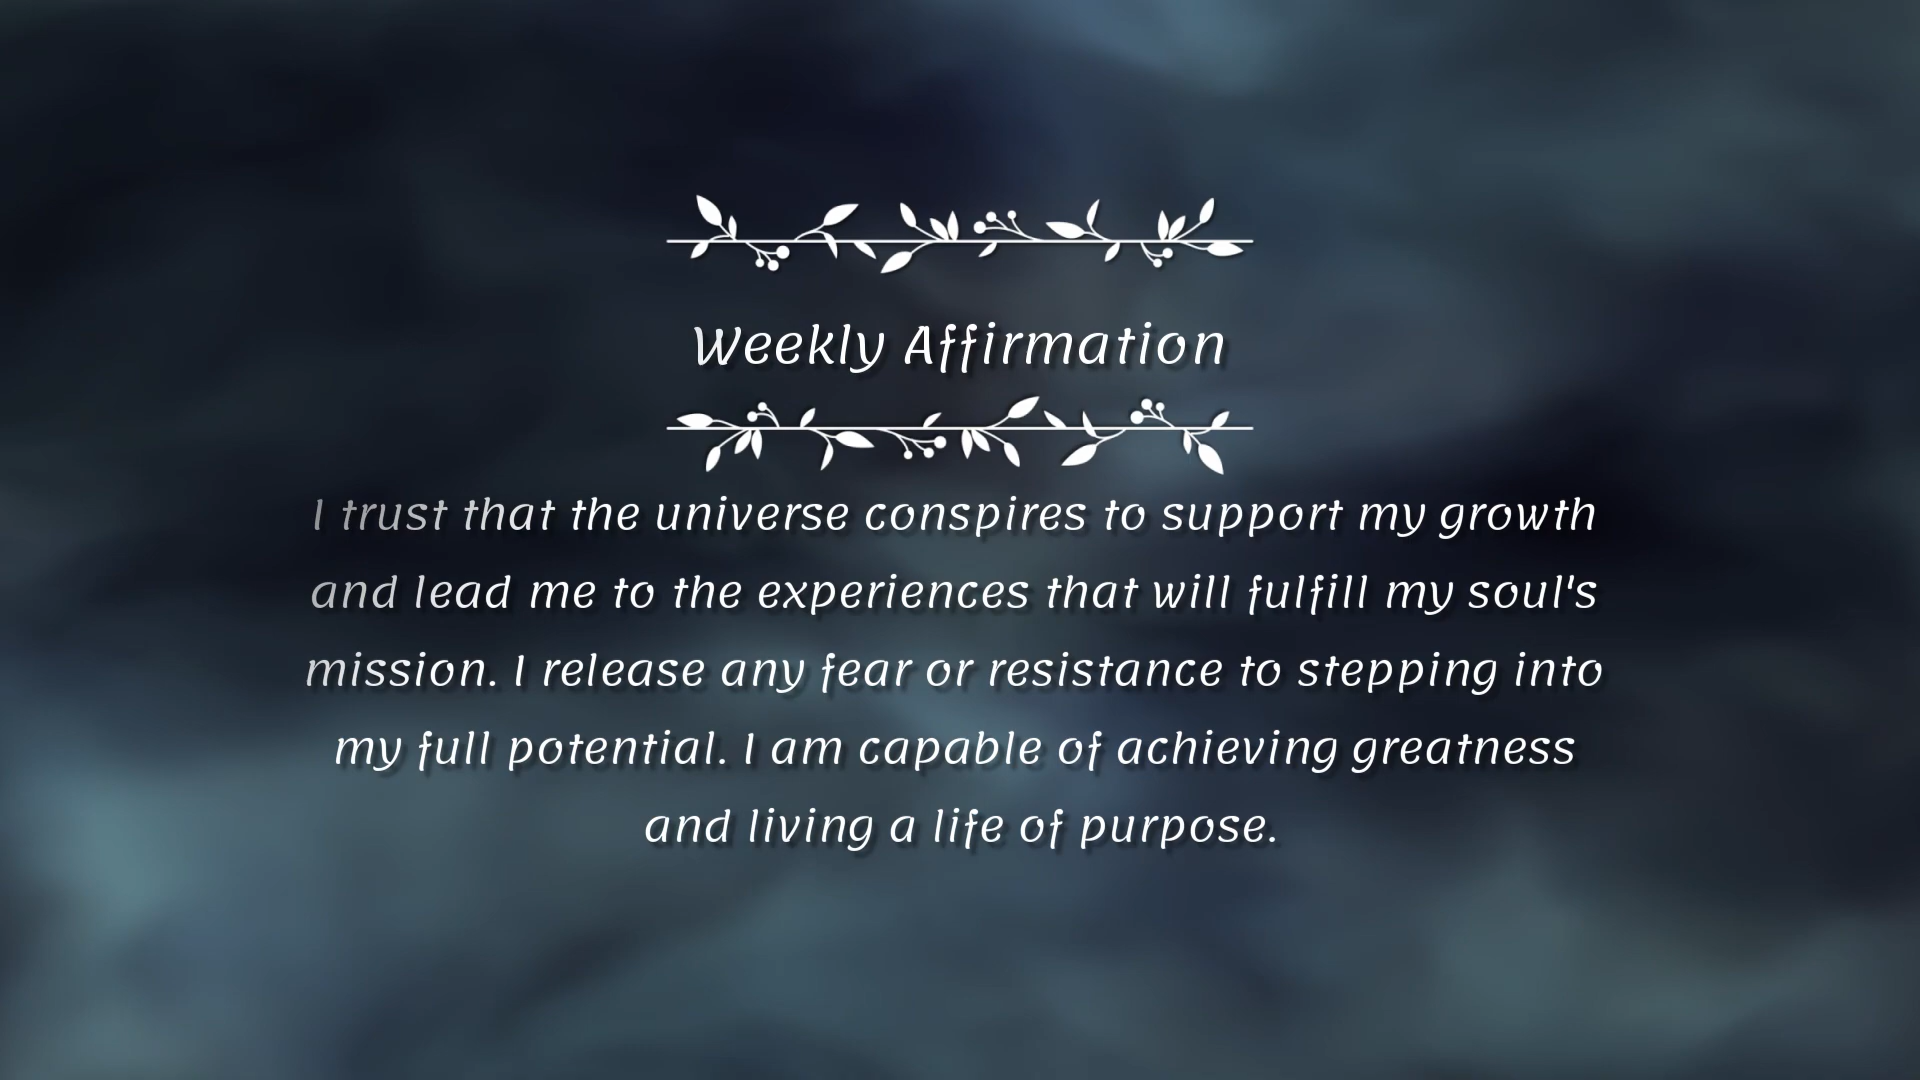 Weekly Affirmation
I trust that the universe conspires to support my growth
and lead me to the experiences that will fulfill my soul's
mission. I release any fear or resistance to stepping into
my full potential. I am capable of achieving greatness
and living a life of purpose.